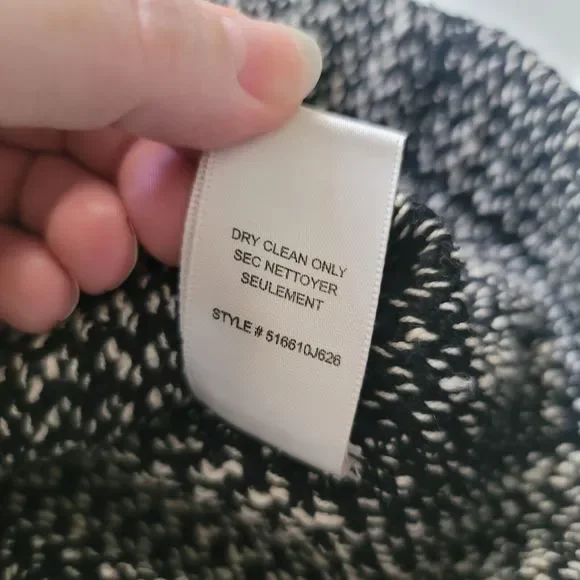 DRY CLEAN ONLY
SEC NETTOYER
SEULEMENT
STYLE # 516610J626